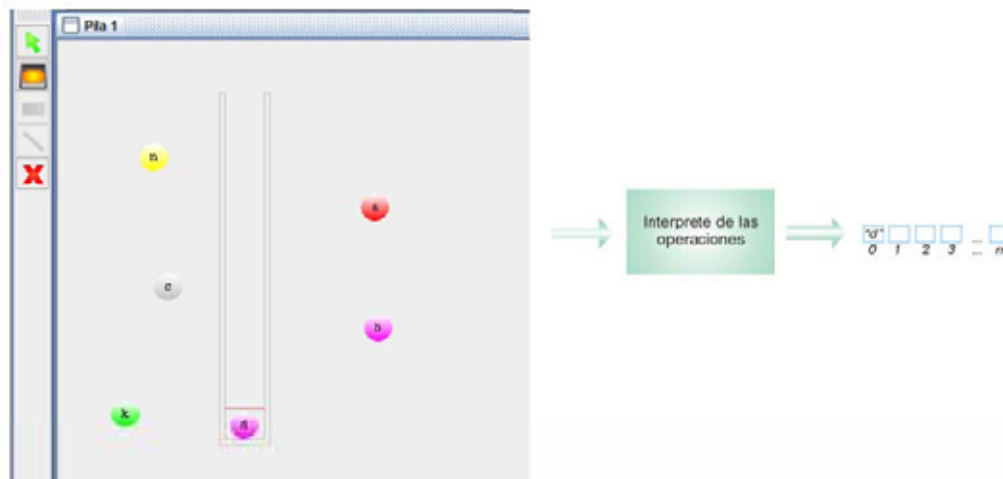 Pila 1
n
a
c
b
k
d
Interprete de las
operaciones
"d"
0 1 2 3 ... n